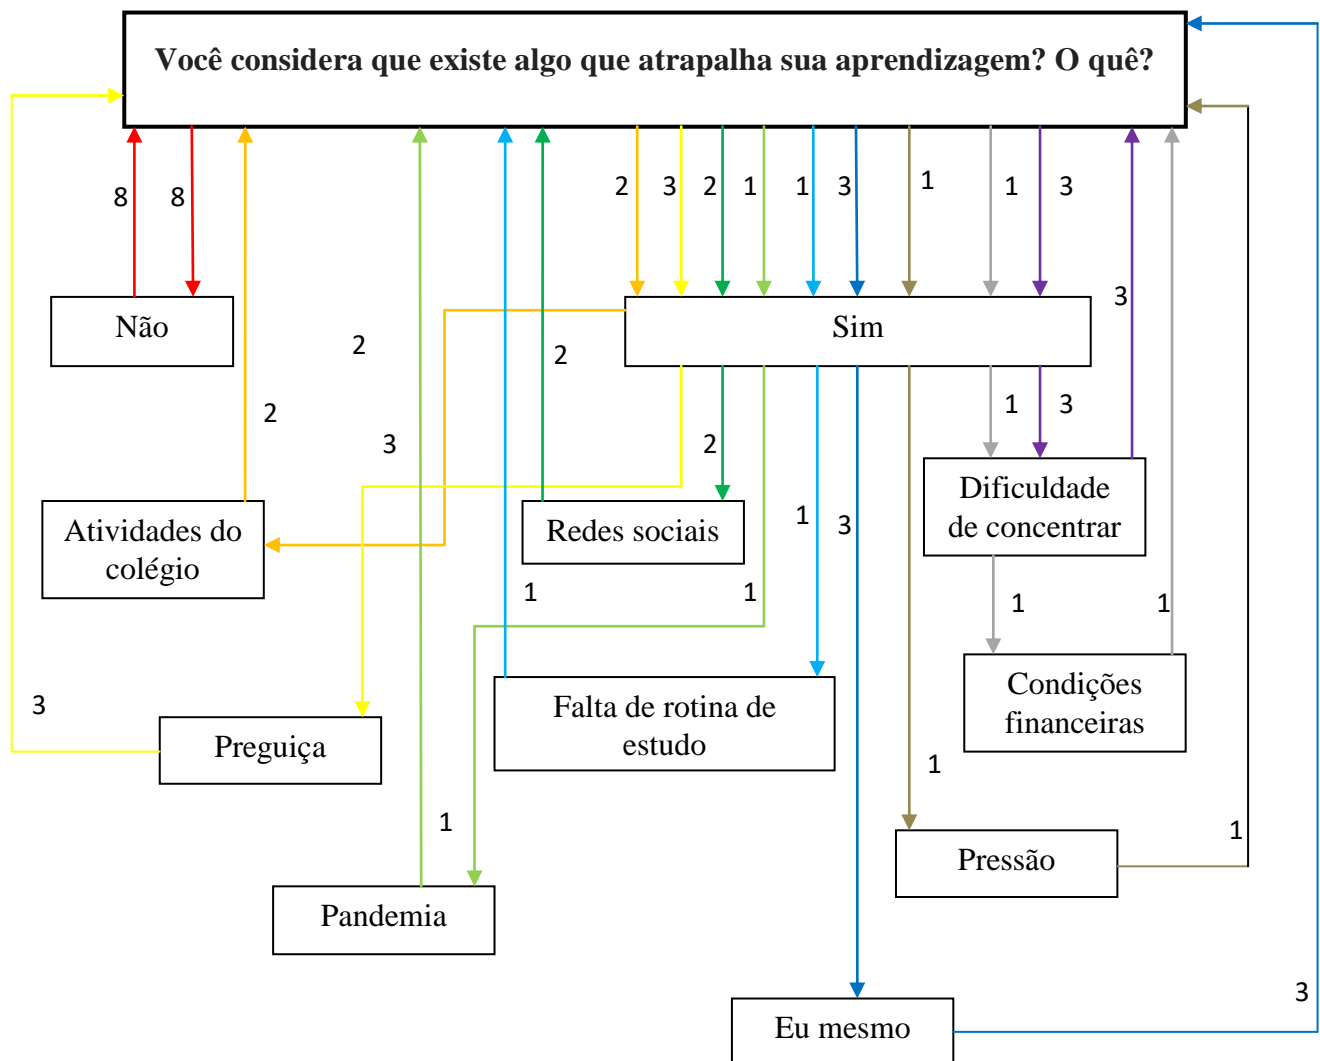 Você considera que existe algo que atrapalha sua aprendizagem? O quê?
8
8
2
3
2
1
1
3
1
1
3
3
Não
Sim
2
2
2
3
2
1
3
Atividades do
colégio
Redes sociais
Dificuldade
de concentrar
1
3
1
1
1
1
3
Preguiça
Falta de rotina de
estudo
Condições
financeiras
1
1
1
Pressão
Pandemia
3
Eu mesmo